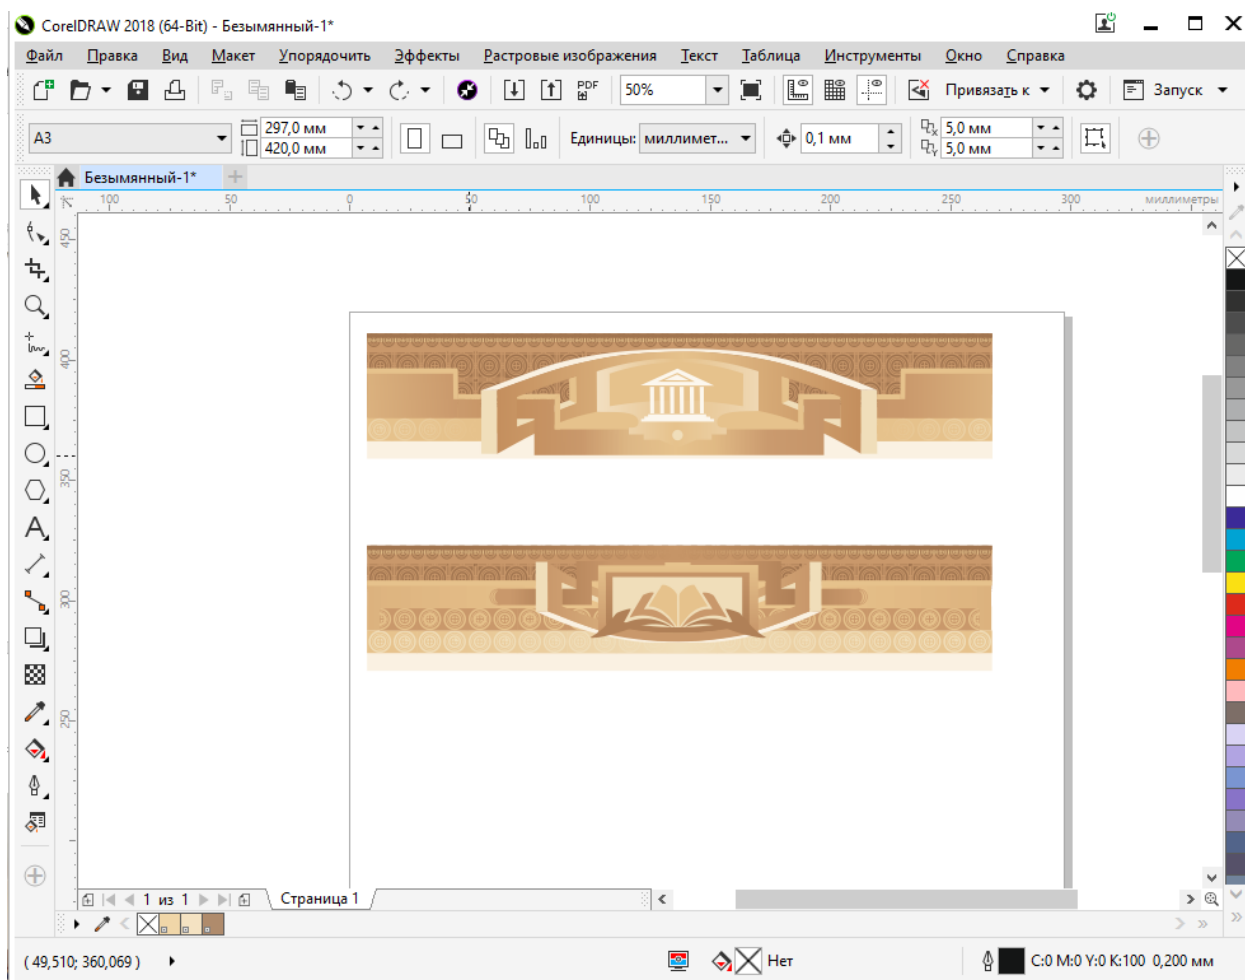 CorelDRAW 2018 (64-Bit) - Безымянный-1*
Файл Правка Вид Макет Упорядочить Эффекты Растровые изображения Текст Таблица Инструменты Окно Справка
PDF 50% Привязать к Запуск
A3 297,0 мм 420,0 мм Единицы: миллимет... 0,1 мм 5,0 мм 5,0 мм
Безымянный-1*
100 50 0 50 100 150 200 250 300 миллиметры
450
400
350
300
250
1 из 1 Страница 1
( 49,510; 360,069 ) Нет C:0 M:0 Y:0 K:100 0,200 мм